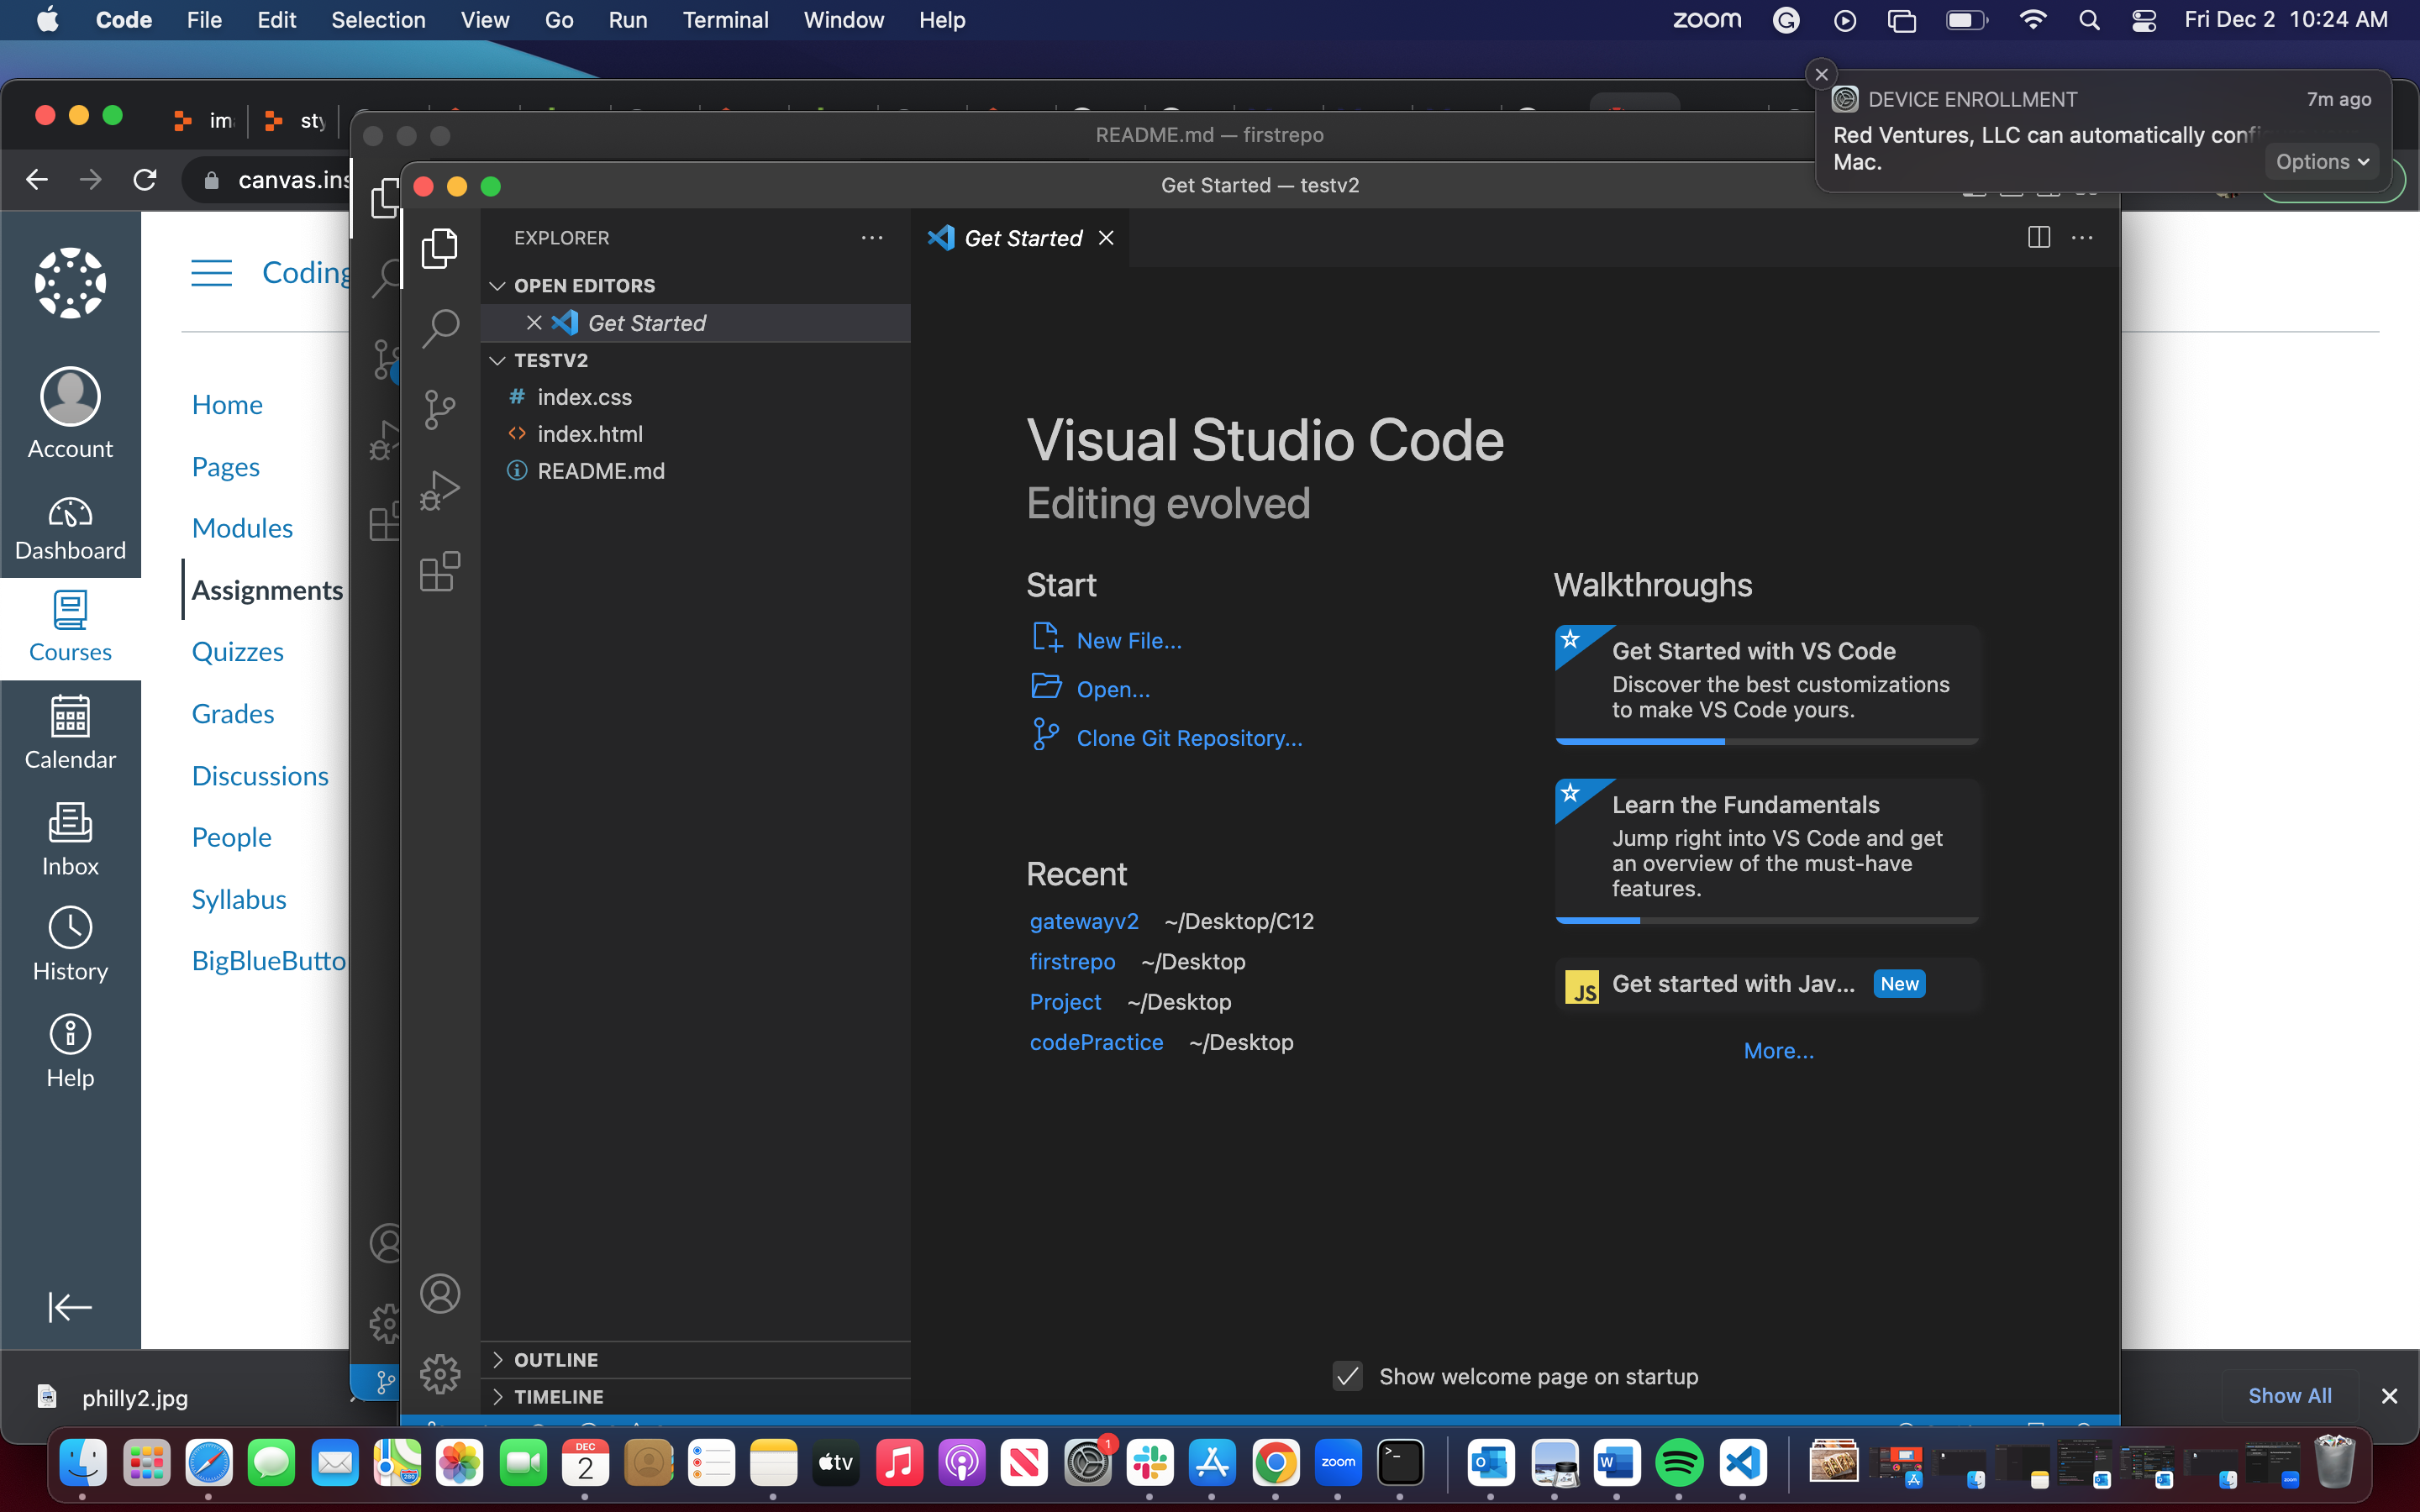 Code File Edit Selection View Go Run Terminal Window Help
zoom Fri Dec 2 10:24 AM
DEVICE ENROLLMENT 7m ago
Red Ventures, LLC can automatically
Mac.
Options
README.md — firstrepo
canvas.ins
Get Started — testv2
Account
Dashboard
Courses
Calendar
Inbox
History
Help
Coding
Home
Pages
Modules
Assignments
Quizzes
Grades
Discussions
People
Syllabus
BigBlueButto
EXPLORER
OPEN EDITORS
Get Started
TESTV2
index.css
index.html
README.md
OUTLINE
TIMELINE
Get Started
Visual Studio Code
Editing evolved
Start
New File...
Open...
Clone Git Repository...
Recent
gatewayv2 ~/Desktop/C12
firstrepo ~/Desktop
Project ~/Desktop
codePractice ~/Desktop
Walkthroughs
Get Started with VS Code
Discover the best customizations
to make VS Code yours.
Learn the Fundamentals
Jump right into VS Code and get
an overview of the must-have
features.
JS Get started with Jav... New
More...
Show welcome page on startup
philly2.jpg
Show All
DEC
2
tv
1
zoom